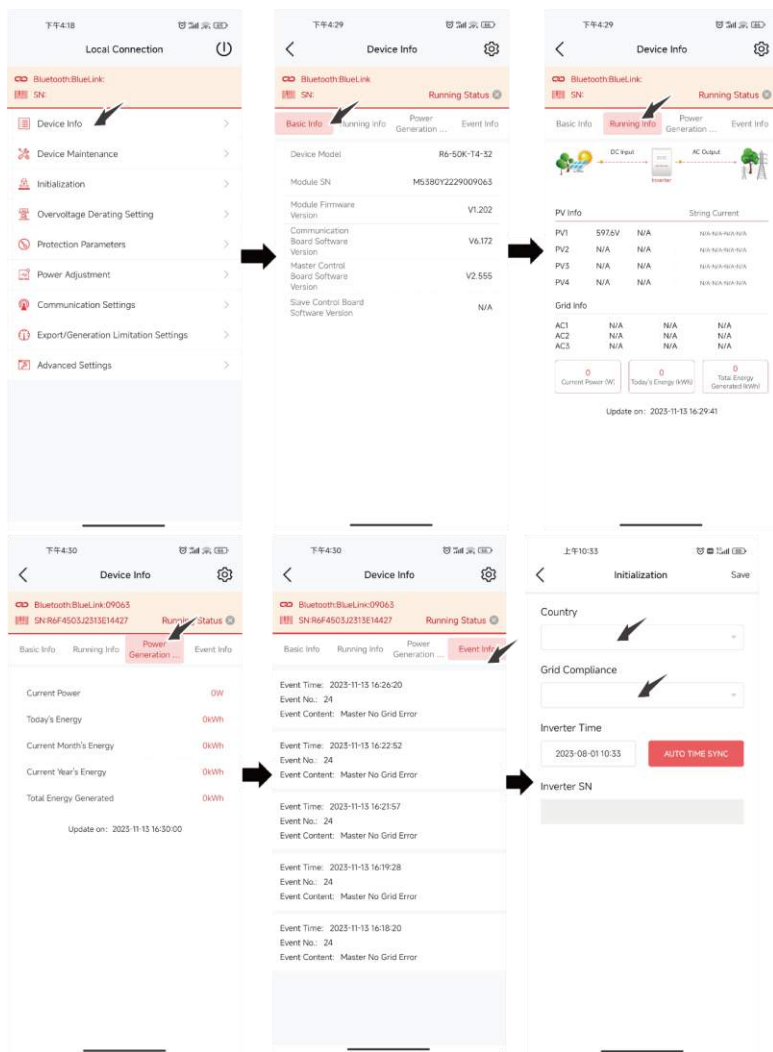 下午4:18
Local Connection
Bluetooth:BlueLink:
SN:
Device Info
Device Maintenance
Initialization
Overvoltage Derating Setting
Protection Parameters
Power Adjustment
Communication Settings
Export/Generation Limitation Settings
Advanced Settings
下午4:29
Device Info
Bluetooth:BlueLink
SN:
Running Status
Basic Info
Running Info
Power
Generation ...
Event Info
Device Model R6-50K-T4-32
Module SN M5380Y2229009063
Module Firmware
Version
V1.202
Communication
Board Software
Version
V6.172
Master Control
Board Software
Version
V2.555
Slave Control Board
Software Version
N/A
下午4:29
Device Info
Bluetooth:BlueLink:
SN:
Running Status
Basic Info
Running Info
Power
Generation ...
Event Info
DC Input
AC Output
Inverter
PV Info String Current
PV1 597.6V N/A N/A-N/A-N/A-N/A
PV2 N/A N/A N/A-N/A-N/A-N/A
PV3 N/A N/A N/A-N/A-N/A-N/A
PV4 N/A N/A N/A-N/A-N/A-N/A
Grid Info
AC1 N/A N/A N/A
AC2 N/A N/A N/A
AC3 N/A N/A N/A
0
Current Power (W)
0
Today's Energy (kWh)
0
Total Energy
Generated (kWh)
Update on: 2023-11-13 16:29:41
下午4:30
Device Info
Bluetooth:BlueLink:09063
SN:R6F4503J2313E14427
Running Status
Basic Info
Running Info
Power
Generation ...
Event Info
Current Power 0W
Today's Energy 0kWh
Current Month's Energy 0kWh
Current Year's Energy 0kWh
Total Energy Generated 0kWh
Update on: 2023-11-13 16:30:00
下午4:30
Device Info
Bluetooth:BlueLink:09063
SN:R6F4503J2313E14427
Running Status
Basic Info
Running Info
Power
Generation ...
Event Info
Event Time: 2023-11-13 16:26:20
Event No.: 24
Event Content: Master No Grid Error
Event Time: 2023-11-13 16:22:52
Event No.: 24
Event Content: Master No Grid Error
Event Time: 2023-11-13 16:21:57
Event No.: 24
Event Content: Master No Grid Error
Event Time: 2023-11-13 16:19:28
Event No.: 24
Event Content: Master No Grid Error
Event Time: 2023-11-13 16:18:20
Event No.: 24
Event Content: Master No Grid Error
上午10:33
Initialization
Save
Country
Grid Compliance
Inverter Time
2023-08-01 10:33
AUTO TIME SYNC
Inverter SN